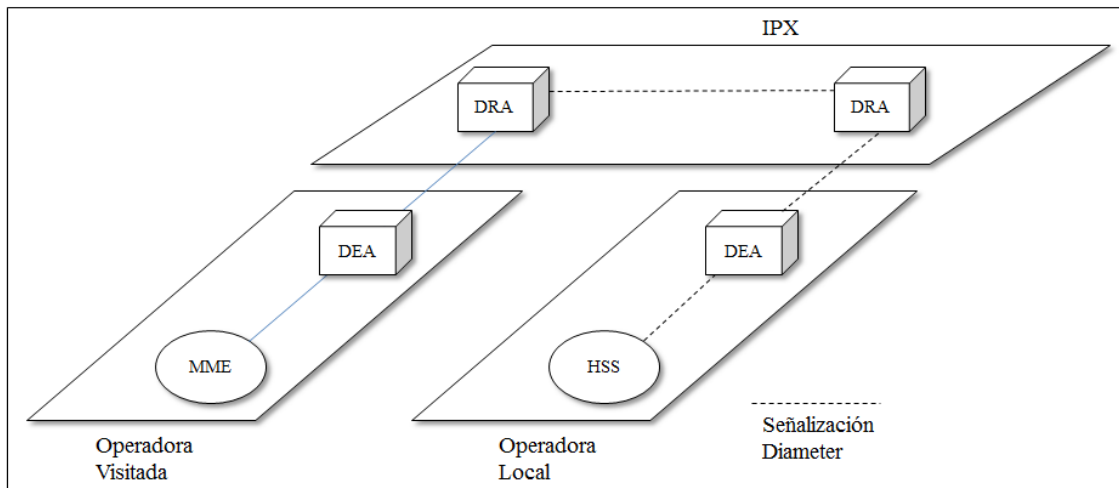 IPX
DRA
DRA
DEA
DEA
MME
HSS
Operadora
Visitada
Operadora
Local
Señalización
Diameter